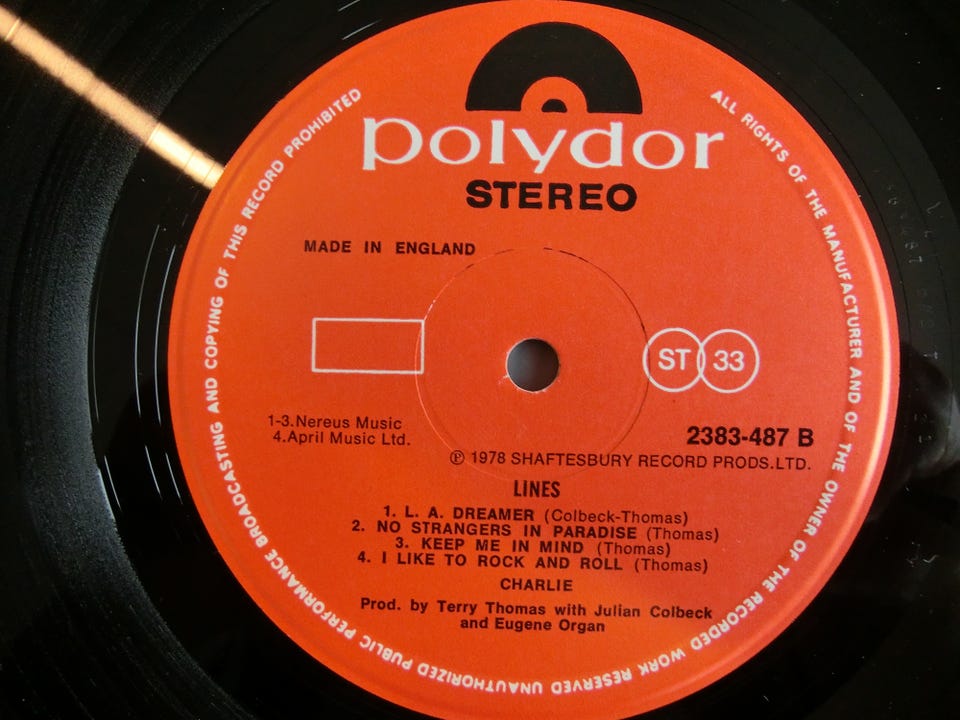 polydor
STEREO
MADE IN ENGLAND
ST 33
1-3.Nereus Music
4.April Music Ltd.
2383-487 B
℗ 1978 SHAFTESBURY RECORD PRODS.LTD.
LINES
1. L. A. DREAMER (Colbeck-Thomas)
2. NO STRANGERS IN PARADISE (Thomas)
3. KEEP ME IN MIND (Thomas)
4. I LIKE TO ROCK AND ROLL (Thomas)
CHARLIE
Prod. by Terry Thomas with Julian Colbeck
and Eugene Organ
ALL RIGHTS OF THE MANUFACTURER AND OF THE OWNER OF THE RECORDED WORK RESERVED UNAUTHORIZED PUBLIC PERFORMANCE BROADCASTING AND COPYING OF THIS RECORD PROHIBITED